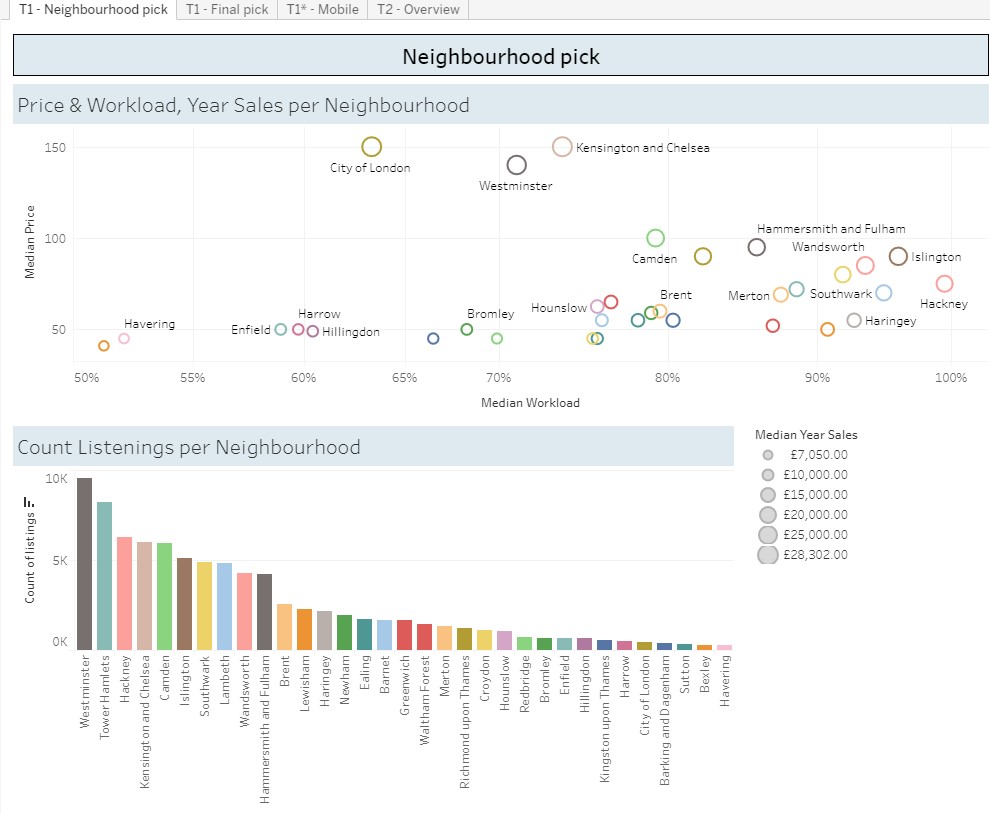 T1 - Neighbourhood pick T1 - Final pick T1* - Mobile T2 - Overview
Neighbourhood pick
Price & Workload, Year Sales per Neighbourhood
Median Price
150
100
50
City of London
Kensington and Chelsea
Westminster
Camden
Hammersmith and Fulham
Wandsworth
Islington
Hackney
Southwark
Merton
Haringey
Brent
Hounslow
Bromley
Havering
Harrow
Enfield
Hillingdon
50% 55% 60% 65% 70% 80% 90% 100%
Median Workload
Count Listenings per Neighbourhood
Count of listings
10K
5K
0K
Westminster
Tower Hamlets
Hackney
Kensington and Chelsea
Camden
Islington
Southwark
Lambeth
Wandsworth
Hammersmith and Fulham
Brent
Lewisham
Haringey
Newham
Ealing
Barnet
Greenwich
Waltham Forest
Merton
Richmond upon Thames
Croydon
Hounslow
Redbridge
Bromley
Enfield
Hillingdon
Kingston upon Thames
Harrow
City of London
Barking and Dagenham
Sutton
Bexley
Havering
Median Year Sales
£7,050.00
£10,000.00
£15,000.00
£20,000.00
£25,000.00
£28,302.00